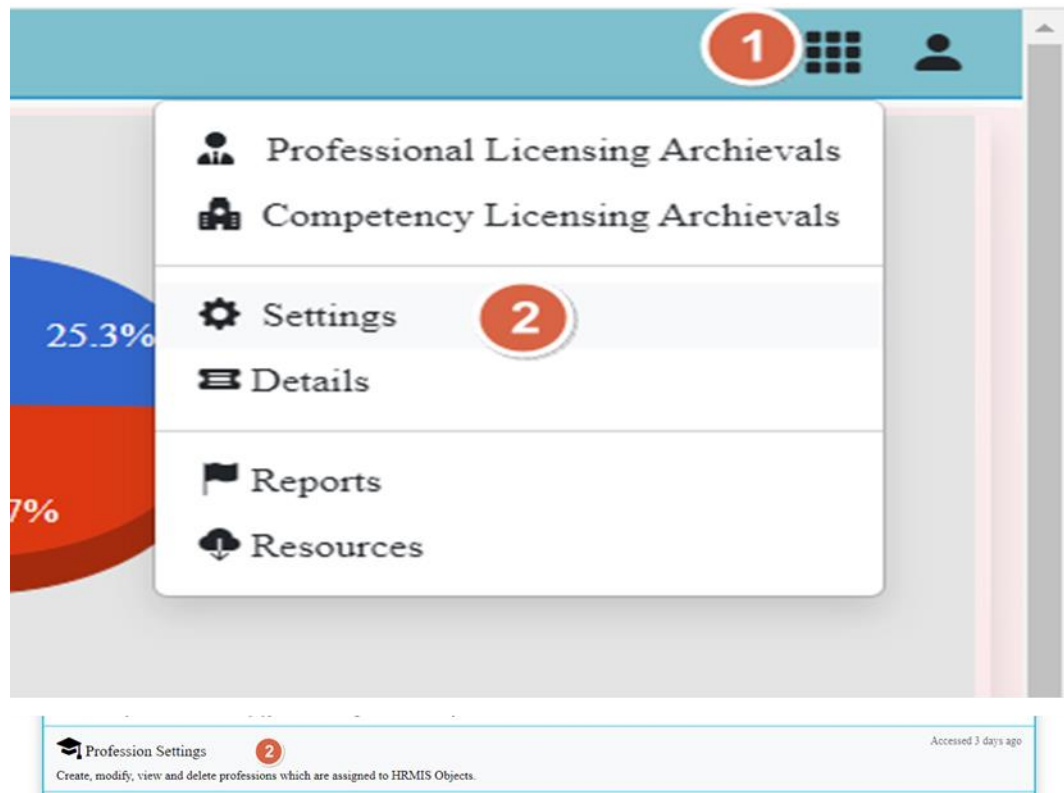 1
Professional Licensing Archievals
Competency Licensing Archievals
25.3%
Settings
2
Details
7%
Reports
Resources
Profession Settings
2
Accessed 3 days ago
Create, modify, view and delete professions which are assigned to HRMIS Objects.